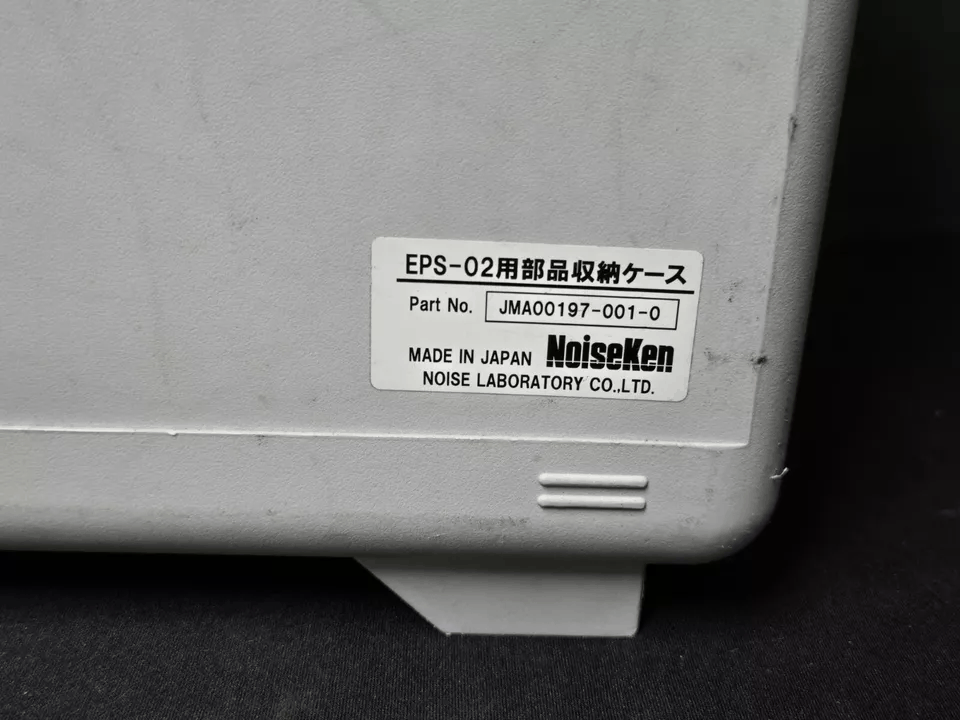 EPS-02用部品収納ケース
Part No. JMA00197-001-0
MADE IN JAPAN NoiseKen
NOISE LABORATORY CO.,LTD.